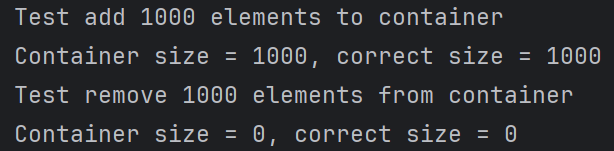 Test add 1000 elements to container
Container size = 1000, correct size = 1000
Test remove 1000 elements from container
Container size = 0, correct size = 0